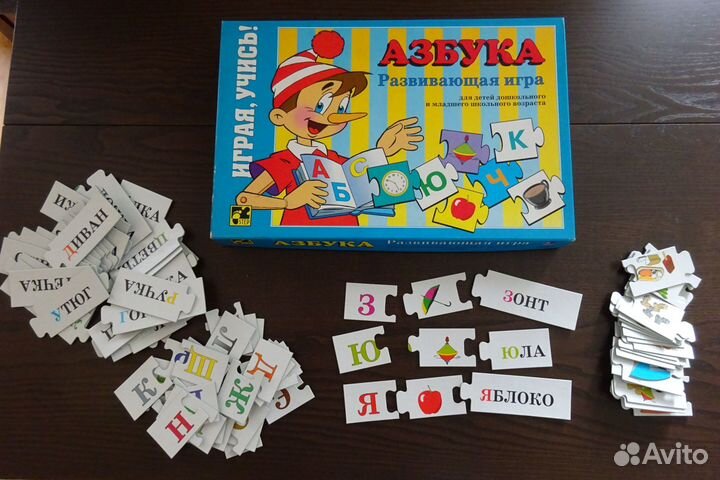 ИГРАЯ, УЧИСЬ!
АЗБУКА
Развивающая игра
для детей дошкольного
и младшего школьного возраста
А
Б
С
Ю
Ч
К
STEP
АЗБУКА Развивающая игра
ДИВАН
УТЮГ
РУЧКА
К
Ш
Ж
Д
Н
З
ЗОНТ
Ю
ЮЛА
Я
ЯБЛОКО
Avito